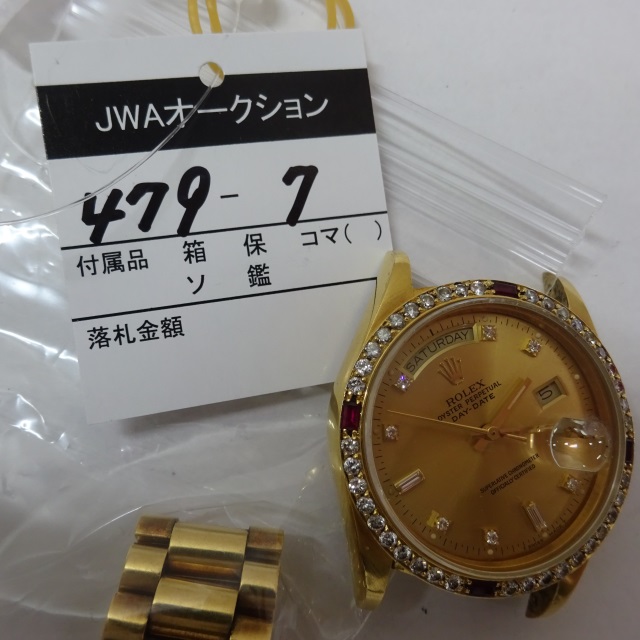 JWAオークション
479-7
付属品 箱 保 コマ( )
ソ 鑑
落札金額
SATURDAY
ROLEX
OYSTER PERPETUAL
DAY-DATE
5
SUPERLATIVE CHRONOMETER
OFFICIALLY CERTIFIED